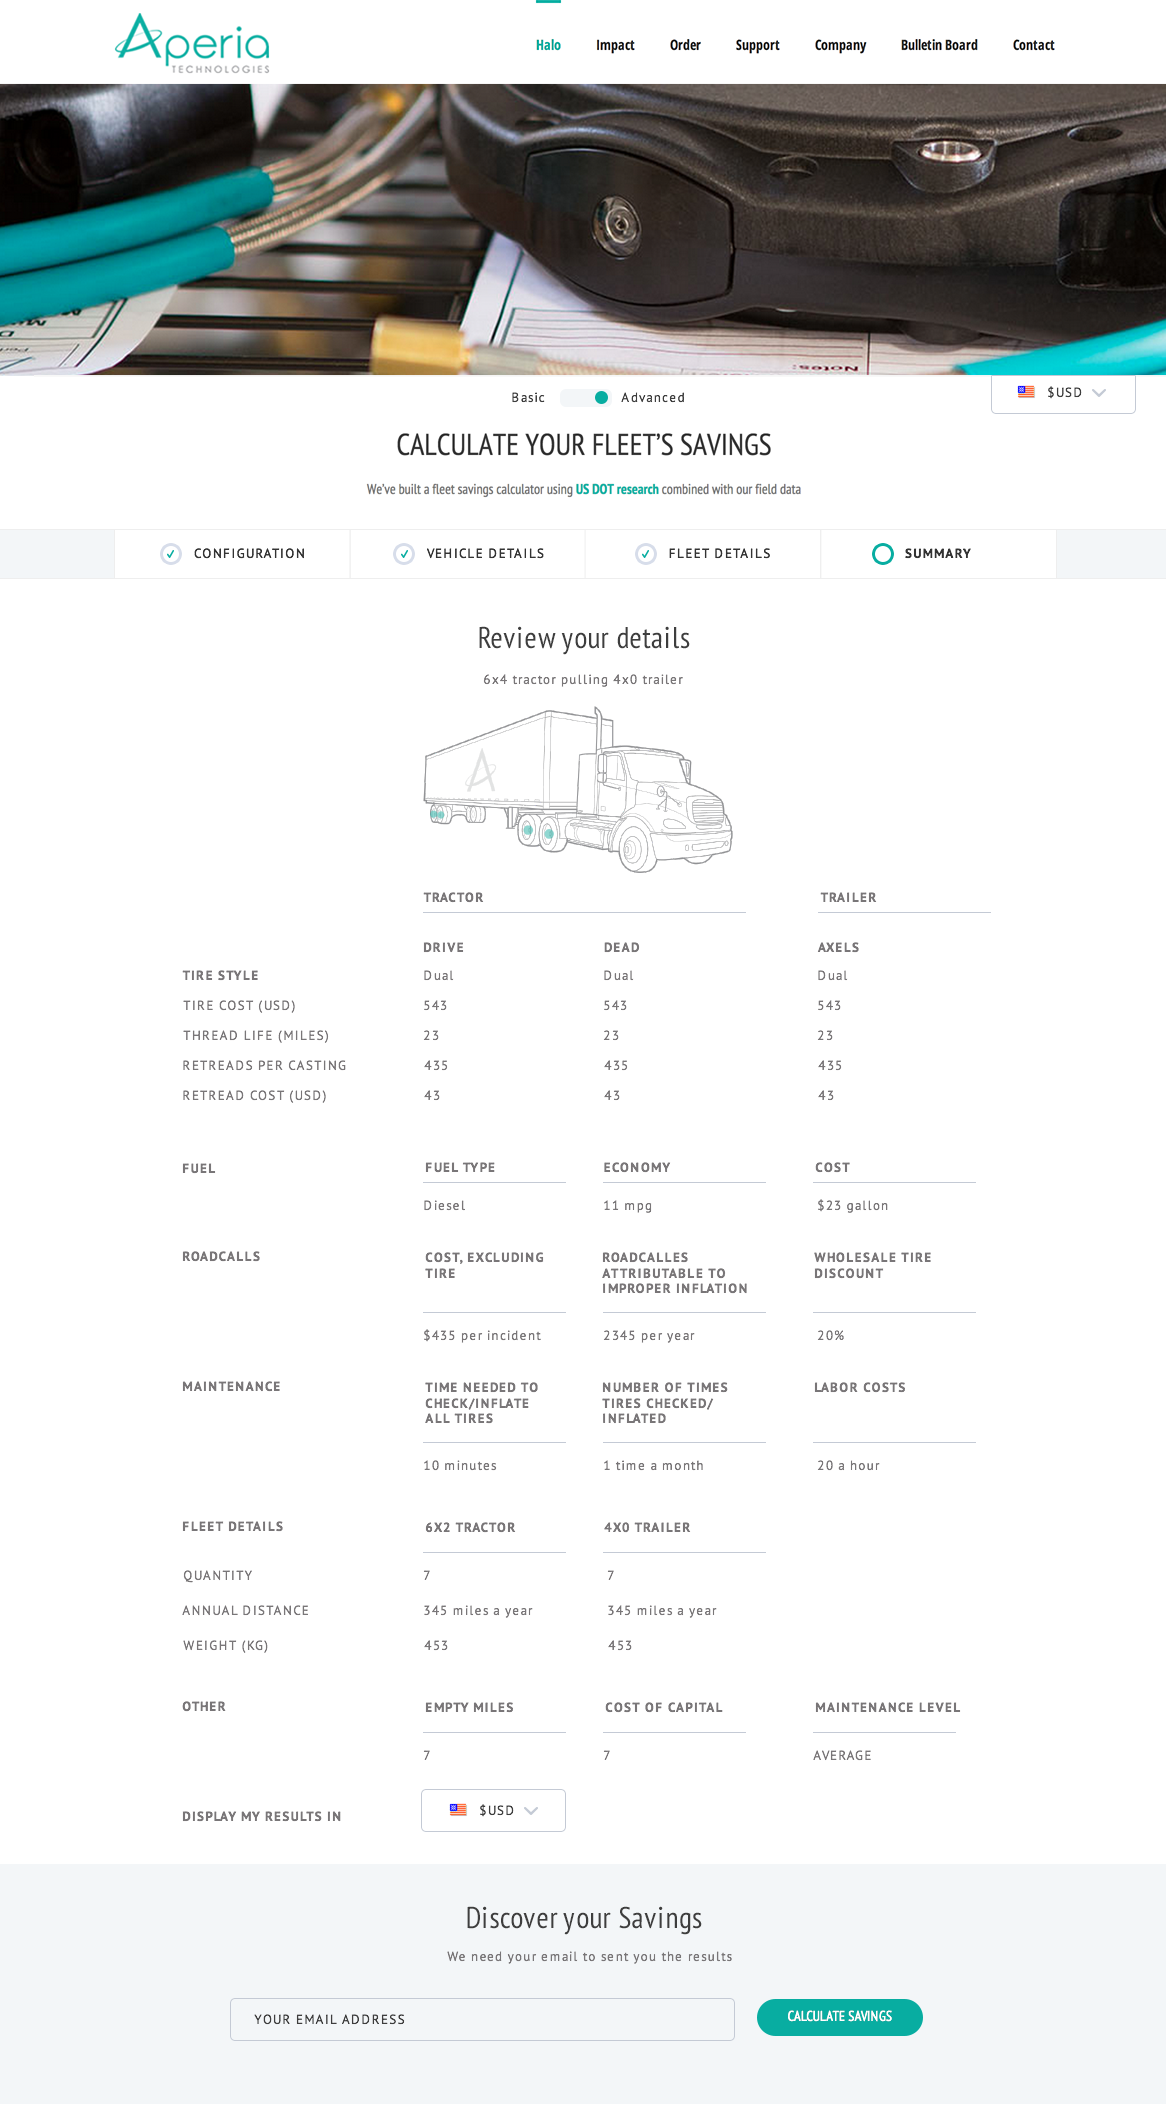 Aperia
TECHNOLOGIES
Halo Impact Order Support Company Bulletin Board Contact
Notes:
Basic Advanced
$USD
CALCULATE YOUR FLEET'S SAVINGS
We've built a fleet savings calculator using US DOT research combined with our field data
CONFIGURATION VEHICLE DETAILS FLEET DETAILS SUMMARY
Review your details
6x4 tractor pulling 4x0 trailer
TRACTOR TRAILER
DRIVE DEAD AXELS
TIRE STYLE Dual Dual Dual
TIRE COST (USD) 543 543 543
THREAD LIFE (MILES) 23 23 23
RETREADS PER CASTING 435 435 435
RETREAD COST (USD) 43 43 43
FUEL FUEL TYPE ECONOMY COST
Diesel 11 mpg $23 gallon
ROADCALLS COST, EXCLUDING ROADCALLES WHOLESALE TIRE
TIRE ATTRIBUTABLE TO DISCOUNT
IMPROPER INFLATION
$435 per incident 2345 per year 20%
MAINTENANCE TIME NEEDED TO NUMBER OF TIMES LABOR COSTS
CHECK/INFLATE TIRES CHECKED/
ALL TIRES INFLATED
10 minutes 1 time a month 20 a hour
FLEET DETAILS 6X2 TRACTOR 4X0 TRAILER
QUANTITY 7 7
ANNUAL DISTANCE 345 miles a year 345 miles a year
WEIGHT (KG) 453 453
OTHER EMPTY MILES COST OF CAPITAL MAINTENANCE LEVEL
7 7 AVERAGE
DISPLAY MY RESULTS IN $USD
Discover your Savings
We need your email to sent you the results
YOUR EMAIL ADDRESS CALCULATE SAVINGS